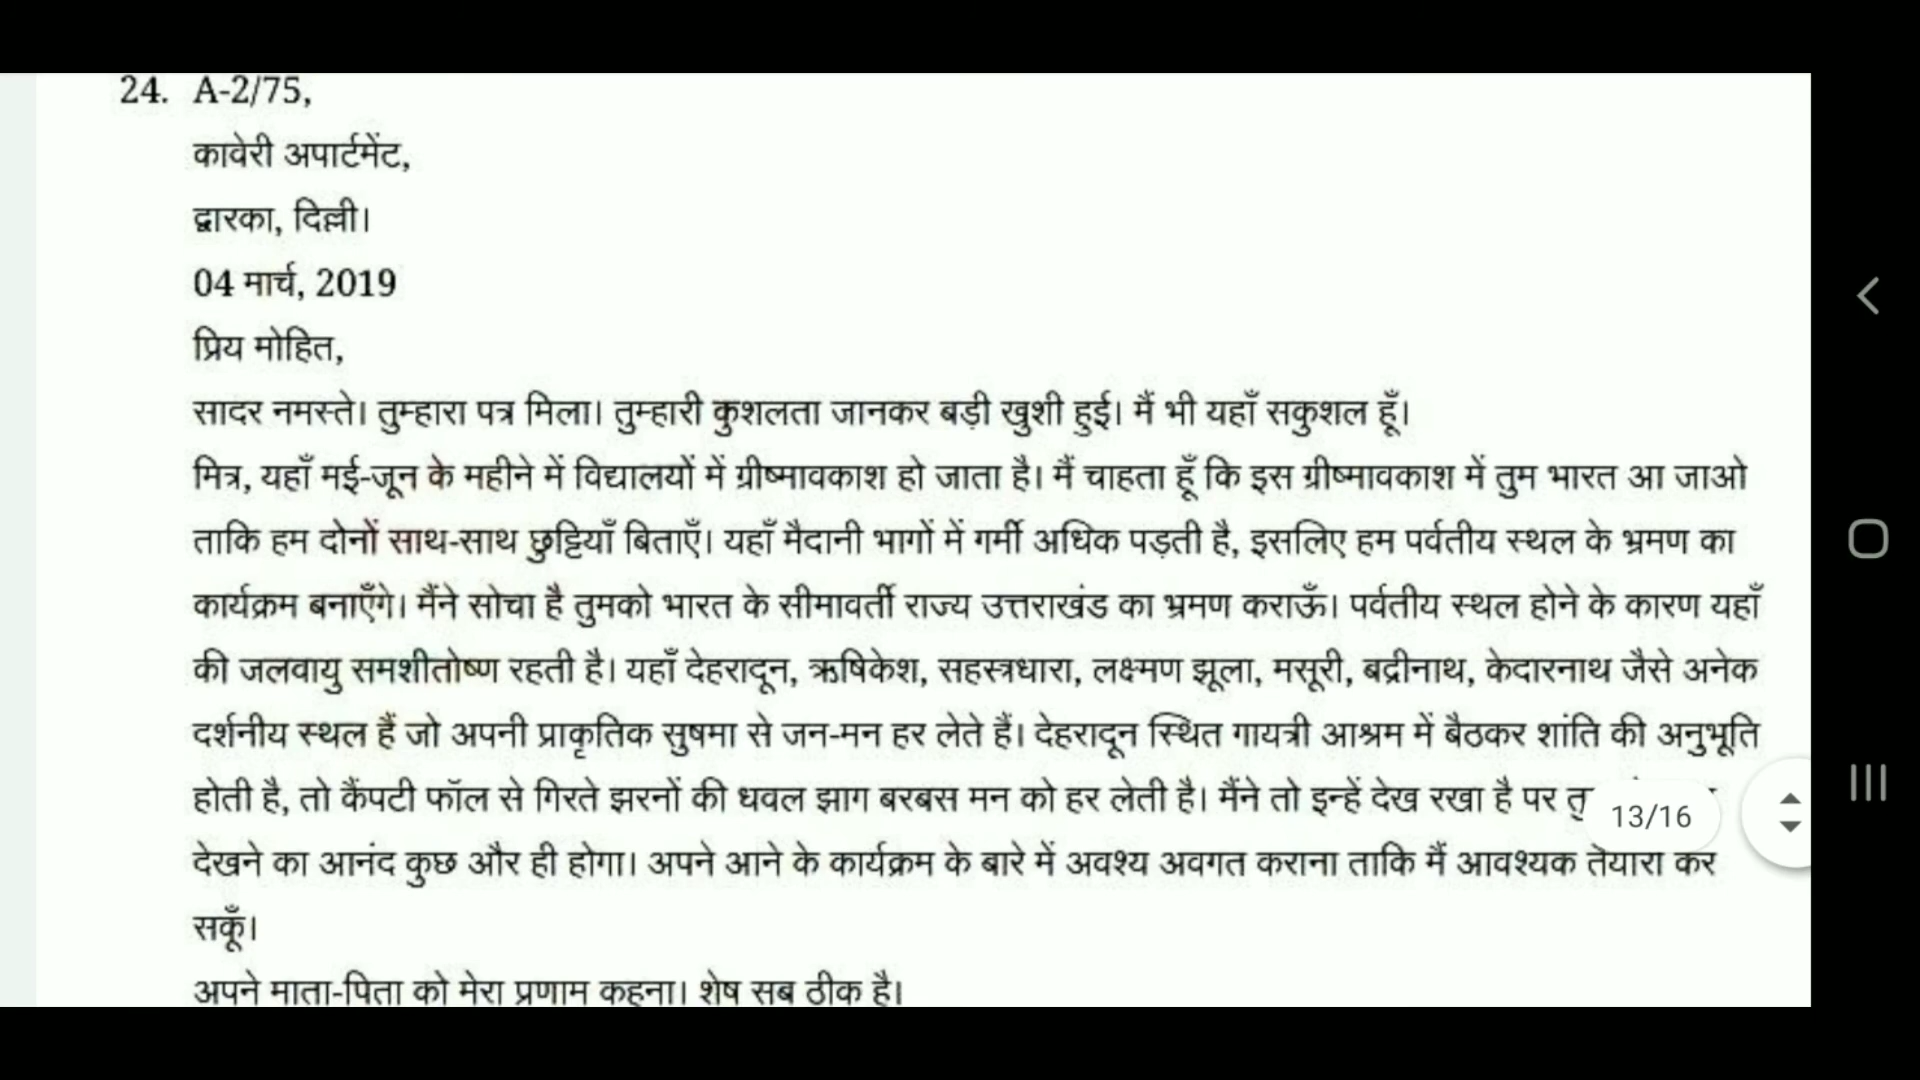 24. A-2/75,
कावेरी अपार्टमेंट,
द्वारका, दिल्ली।
04 मार्च, 2019
प्रिय मोहित,
सादर नमस्ते। तुम्हारा पत्र मिला। तुम्हारी कुशलता जानकर बड़ी खुशी हुई। मैं भी यहाँ सकुशल हूँ।
मित्र, यहाँ मई-जून के महीने में विद्यालयों में ग्रीष्मावकाश हो जाता है। मैं चाहता हूँ कि इस ग्रीष्मावकाश में तुम भारत आ जाओ
ताकि हम दोनों साथ-साथ छुट्टियाँ बिताएँ। यहाँ मैदानी भागों में गर्मी अधिक पड़ती है, इसलिए हम पर्वतीय स्थल के भ्रमण का
कार्यक्रम बनाएँगे। मैंने सोचा है तुमको भारत के सीमावर्ती राज्य उत्तराखंड का भ्रमण कराऊँ। पर्वतीय स्थल होने के कारण यहाँ
की जलवायु समशीतोष्ण रहती है। यहाँ देहरादून, ऋषिकेश, सहस्त्रधारा, लक्ष्मण झूला, मसूरी, बद्रीनाथ, केदारनाथ जैसे अनेक
दर्शनीय स्थल हैं जो अपनी प्राकृतिक सुषमा से जन-मन हर लेते हैं। देहरादून स्थित गायत्री आश्रम में बैठकर शांति की अनुभूति
होती है, तो कैंपटी फॉल से गिरते झरनों की धवल झाग बरबस मन को हर लेती है। मैंने तो इन्हें देख रखा है पर
13/16
देखने का आनंद कुछ और ही होगा। अपने आने के कार्यक्रम के बारे में अवश्य अवगत कराना ताकि मैं आवश्यक तैयारी कर
सकूँ।
अपने माता-पिता को मेरा प्रणाम कहना। शेष सब ठीक है।